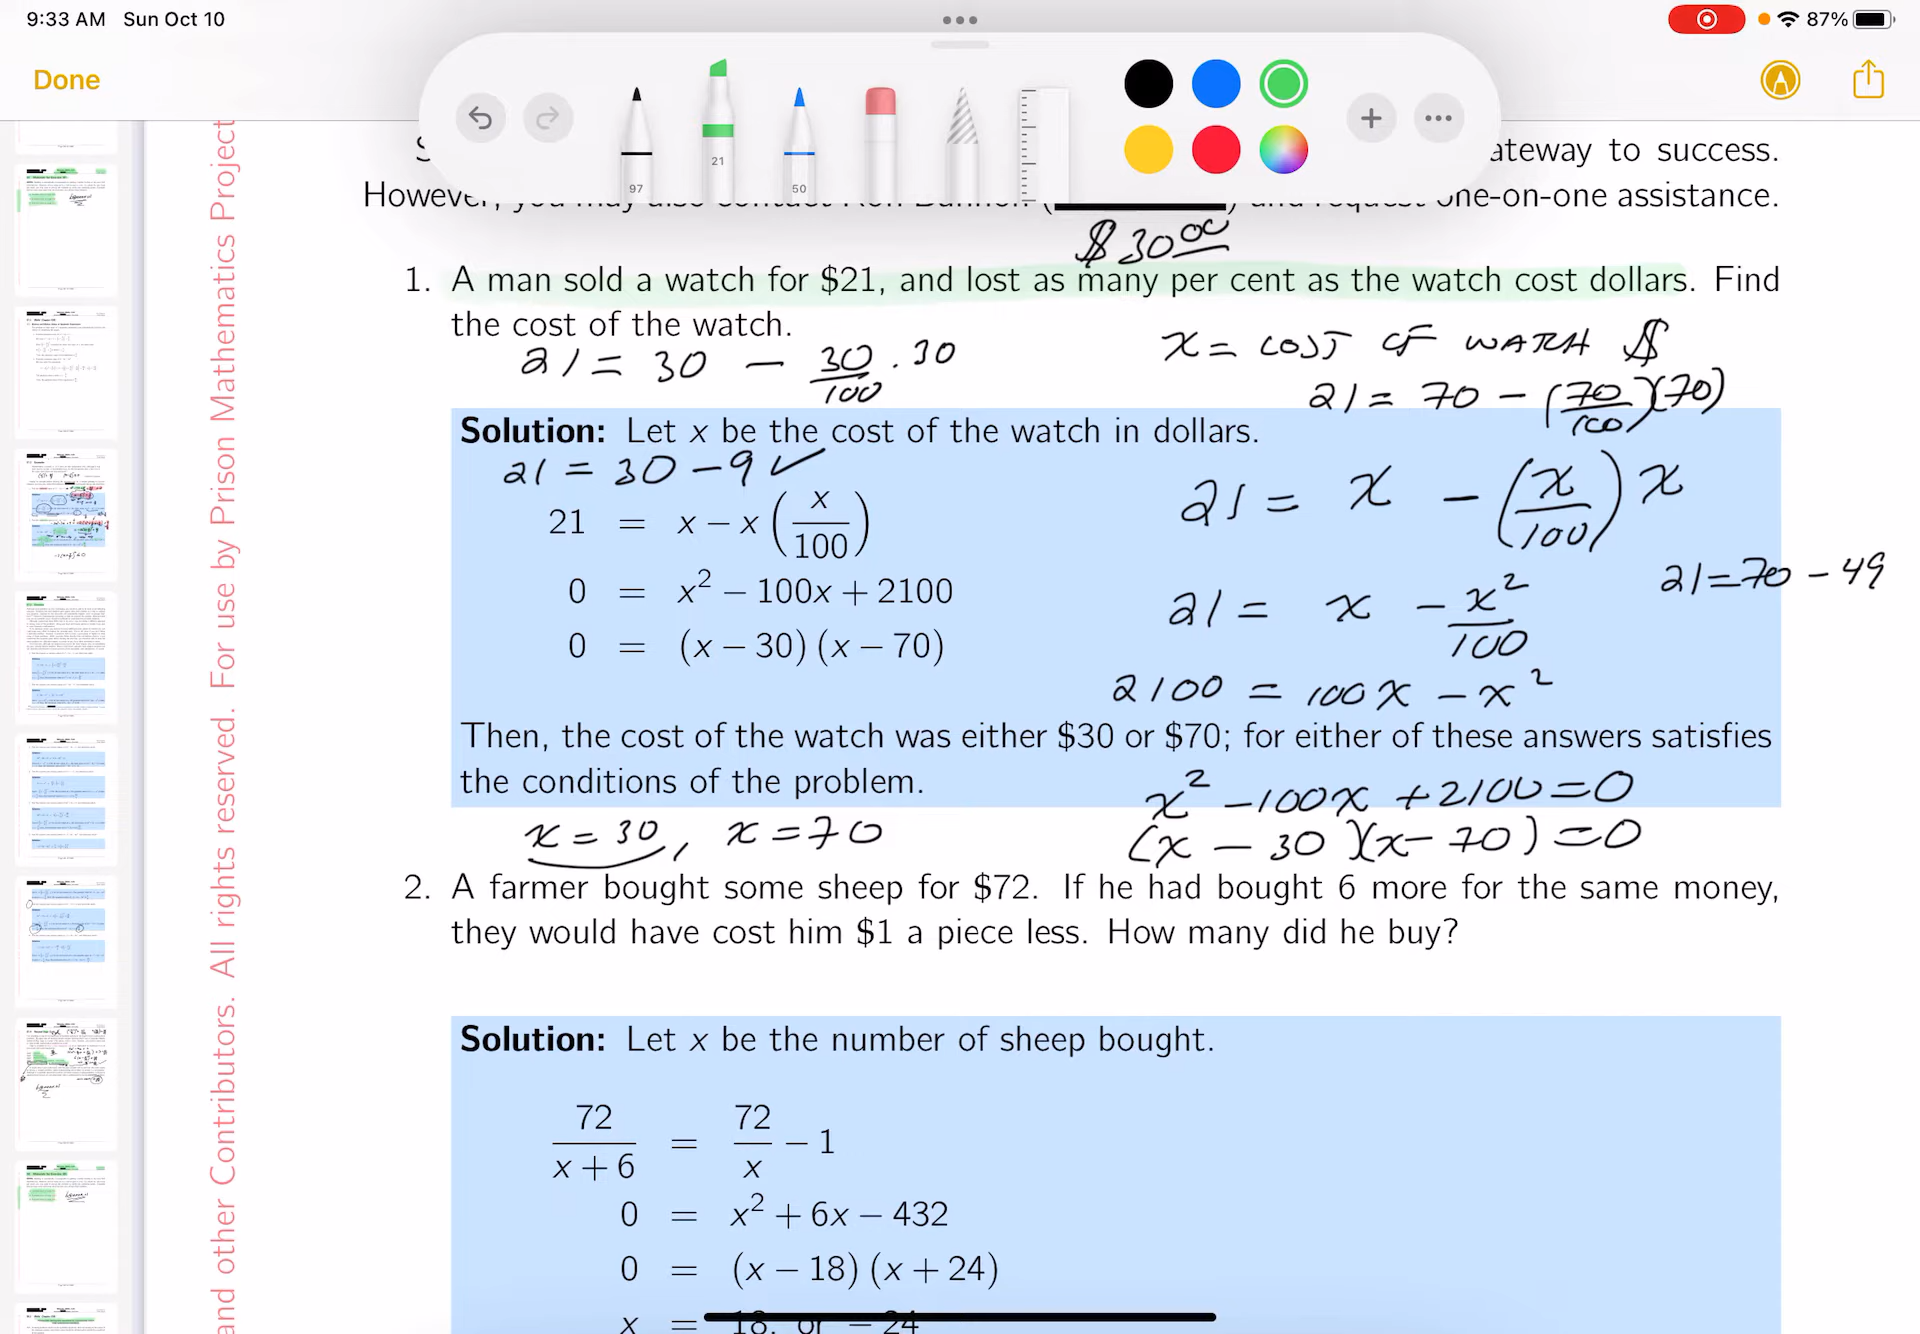 9:33 AM Sun Oct 10
87%
Done
97
21
50
ateway to success.
one-on-one assistance.
$30 00
1. A man sold a watch for $21, and lost as many per cent as the watch cost dollars. Find
the cost of the watch.
21 = 30 - 30/100 . 30
x = COST OF WATCH $
21 = 70 - (70/100)(70)
Solution: Let x be the cost of the watch in dollars.
21 = 30 - 9 ✓
21 = x − x (x/100)
0 = x² − 100x + 2100
0 = (x − 30) (x − 70)
21 = x - (x/100) x
21 = 70 - 49
21 = x - x²/100
2100 = 100x - x²
Then, the cost of the watch was either $30 or $70; for either of these answers satisfies
the conditions of the problem.
x² - 100x + 2100 = 0
x = 30, x = 70
(x - 30)(x - 70) = 0
2. A farmer bought some sheep for $72. If he had bought 6 more for the same money,
they would have cost him $1 a piece less. How many did he buy?
Solution: Let x be the number of sheep bought.
72/(x + 6) = 72/x − 1
0 = x² + 6x − 432
0 = (x − 18) (x + 24)
x = 18, or − 24
and other Contributors. All rights reserved. For use by Prison Mathematics Project